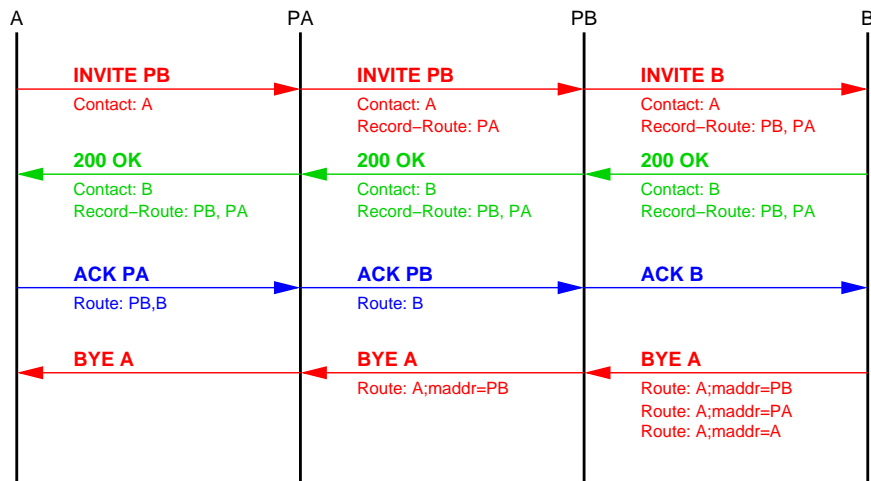 A PA PB B
INVITE PB INVITE PB INVITE B
Contact: A Contact: A Contact: A
Record−Route: PA Record−Route: PB, PA
200 OK 200 OK 200 OK
Contact: B Contact: B Contact: B
Record−Route: PB, PA Record−Route: PB, PA Record−Route: PB, PA
ACK PA ACK PB ACK B
Route: PB,B Route: B
BYE A BYE A BYE A
Route: A;maddr=PB Route: A;maddr=PB
Route: A;maddr=PA
Route: A;maddr=A